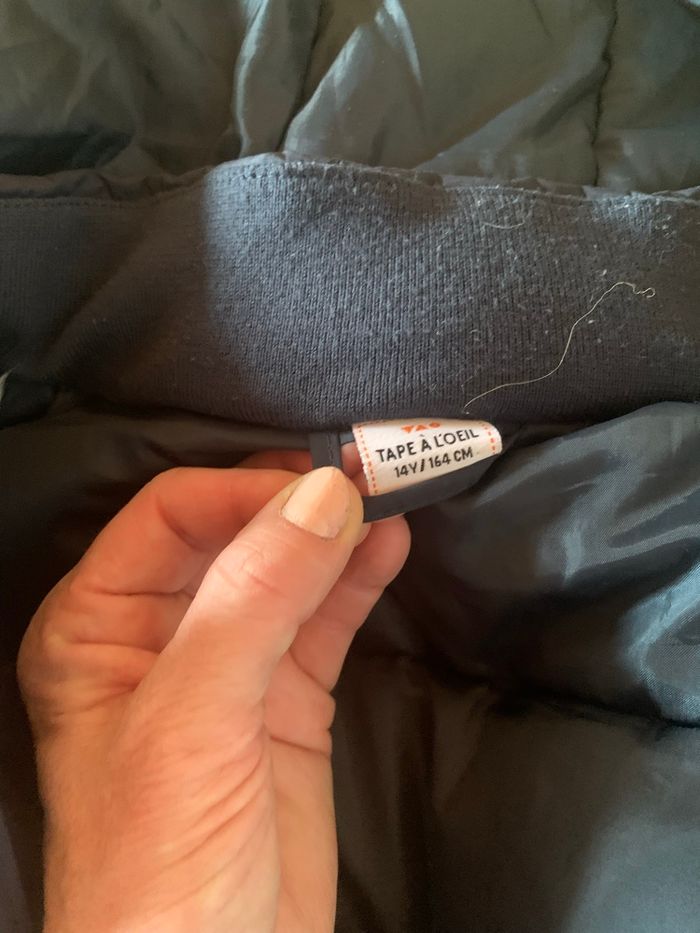 TAO
TAPE À L'OEIL
14Y/164 CM